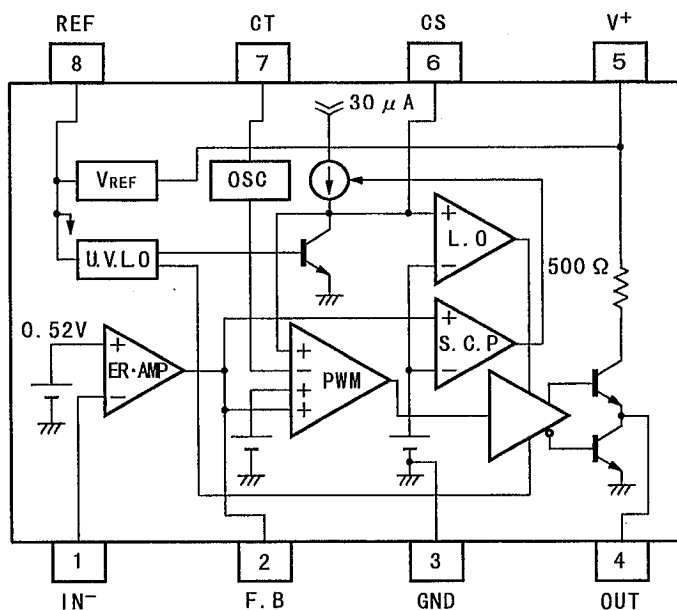 REF CT CS V+
8 7 6 5
30 μA
VREF OSC
+
L.O
U.V.L.O
−
500 Ω
0.52V
+
ER·AMP
−
+
S.C.P
−
+
−
PWM
+
+
1 2 3 4
IN− F.B GND OUT